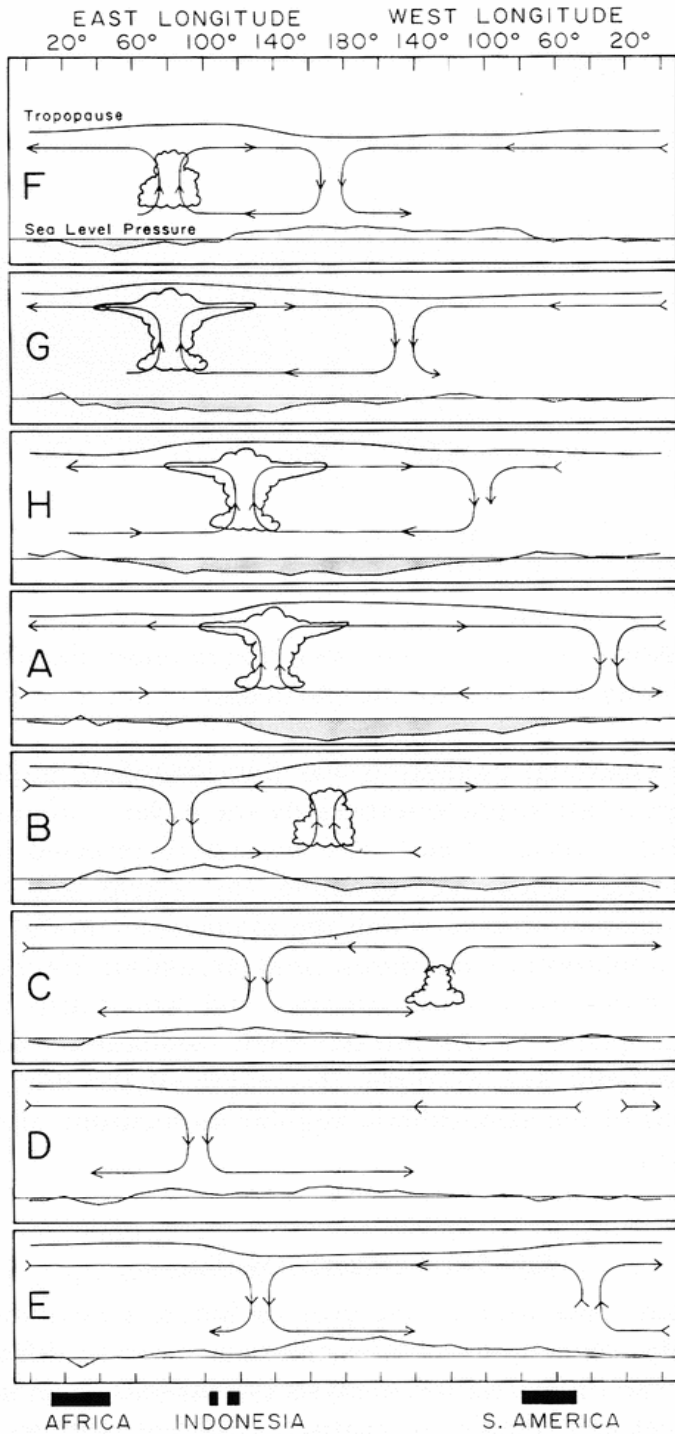 EAST LONGITUDE WEST LONGITUDE
20° 60° 100° 140° 180° 140° 100° 60° 20°
Tropopause
F
Sea Level Pressure
G
H
A
B
C
D
E
AFRICA INDONESIA S. AMERICA